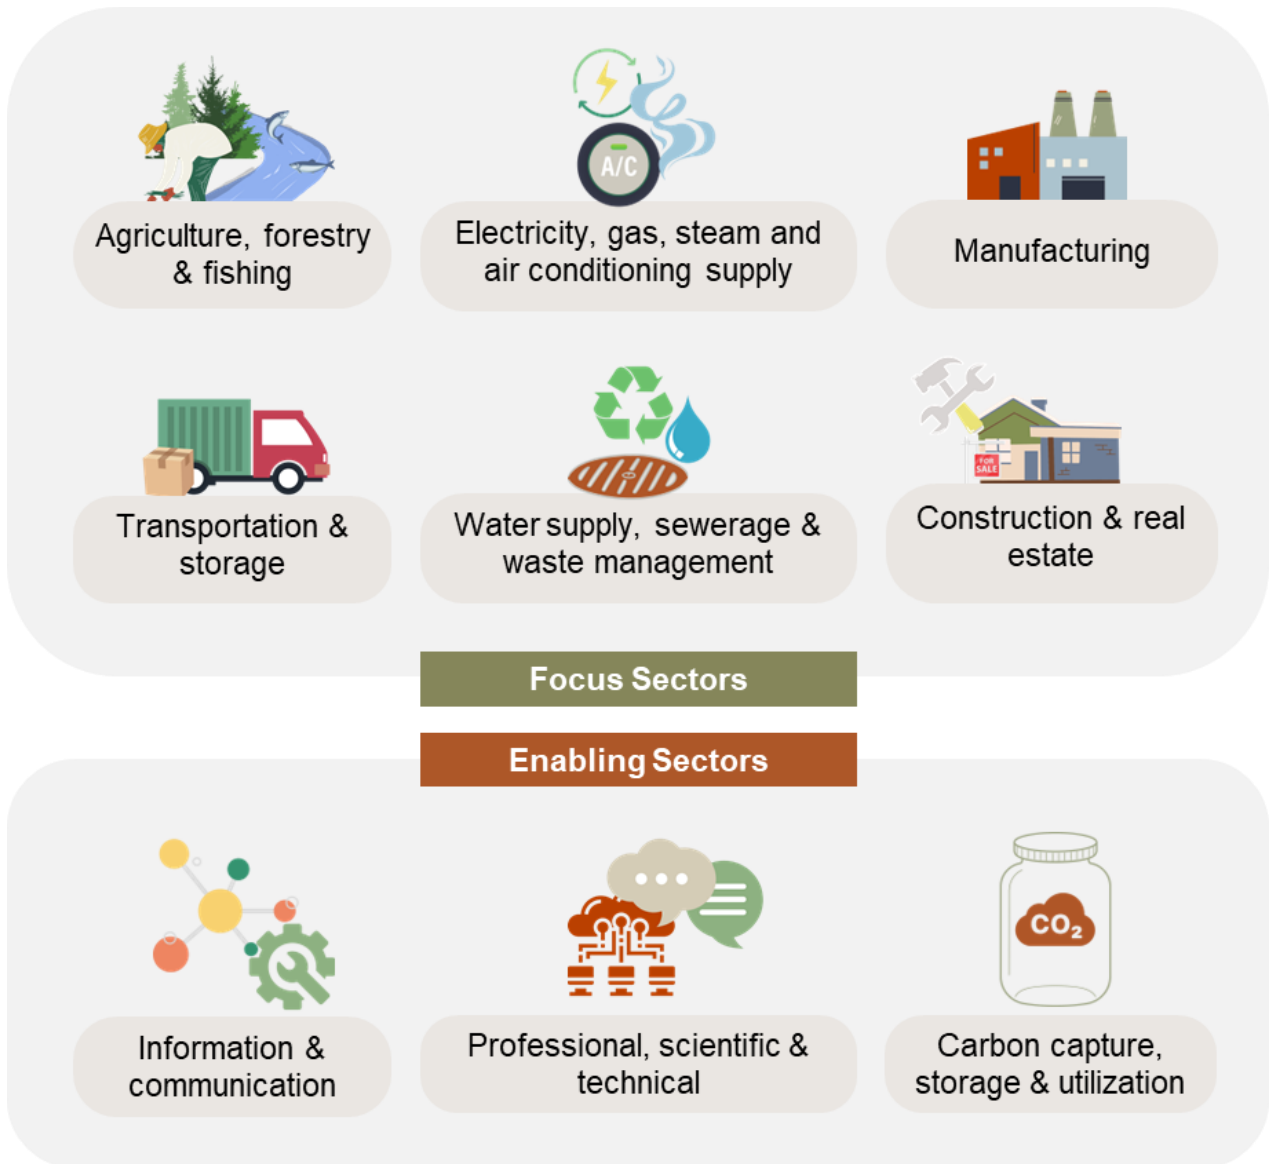 A/C
Agriculture, forestry
& fishing
Electricity, gas, steam and
air conditioning supply
Manufacturing
Transportation &
storage
Water supply, sewerage &
waste management
FOR
SALE
Construction & real
estate
Focus Sectors
Enabling Sectors
Information &
communication
Professional, scientific &
technical
CO₂
Carbon capture,
storage & utilization